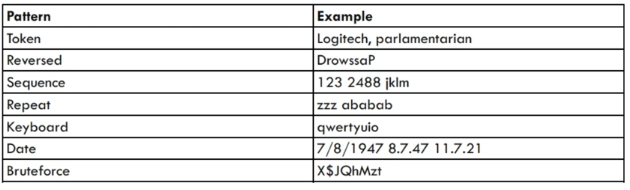 Pattern Example
Token Logitech, parlamentarian
Reversed DrowssaP
Sequence 123 2488 jklm
Repeat zzz ababab
Keyboard qwertyuio
Date 7/8/1947 8.7.47 11.7.21
Bruteforce X$JQhMzt